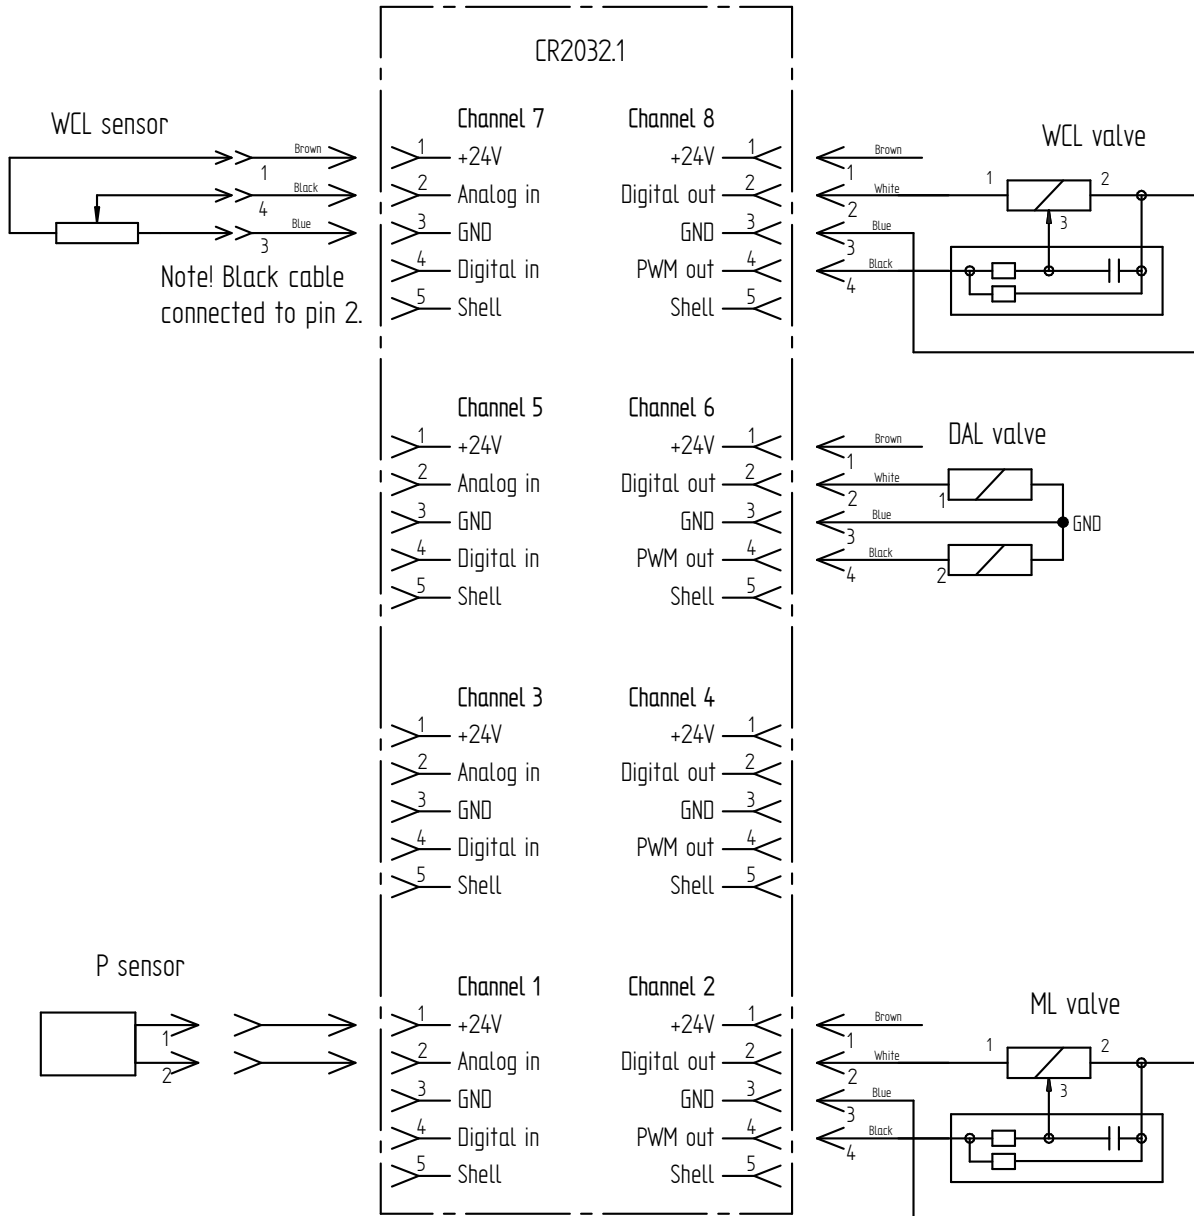 CR2032.1
WCL sensor
Brown
1
Black
4
Blue
3
Note! Black cable
connected to pin 2.
Channel 7
1 +24V
2 Analog in
3 GND
4 Digital in
5 Shell
Channel 8
+24V 1
Digital out 2
GND 3
PWM out 4
Shell 5
WCL valve
Brown
1
White
2
Blue
3
Black
4
1 2
3
Channel 5
1 +24V
2 Analog in
3 GND
4 Digital in
5 Shell
Channel 6
+24V 1
Digital out 2
GND 3
PWM out 4
Shell 5
DAL valve
Brown
1
White
2 1
Blue
3
GND
Black
4 2
Channel 3
1 +24V
2 Analog in
3 GND
4 Digital in
5 Shell
Channel 4
+24V 1
Digital out 2
GND 3
PWM out 4
Shell 5
P sensor
1
2
Channel 1
1 +24V
2 Analog in
3 GND
4 Digital in
5 Shell
Channel 2
+24V 1
Digital out 2
GND 3
PWM out 4
Shell 5
ML valve
Brown
1
White
2
Blue
3
Black
4
1 2
3